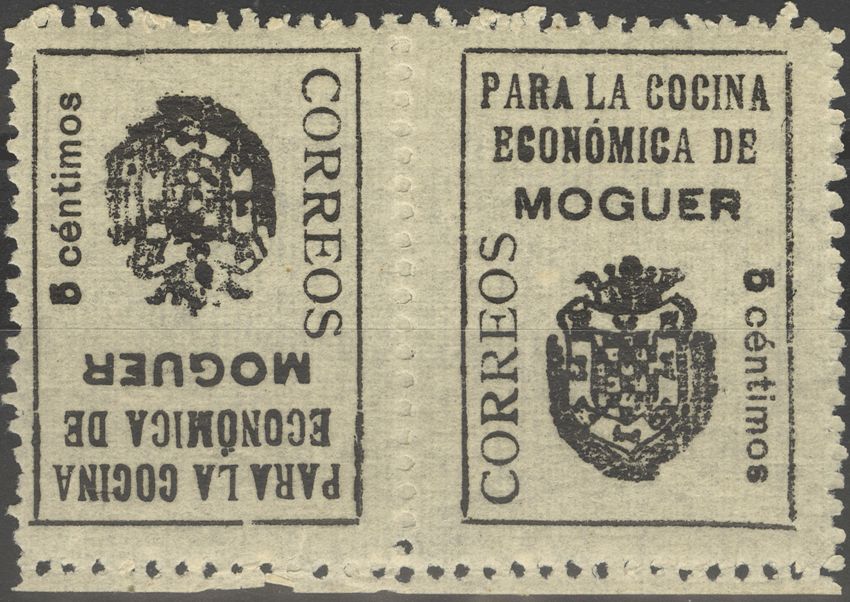 CORREOS
5 céntimos
PARA LA COCINA
ECONÓMICA DE
MOGUER
PARA LA COCINA
ECONÓMICA DE
MOGUER
CORREOS
5 céntimos